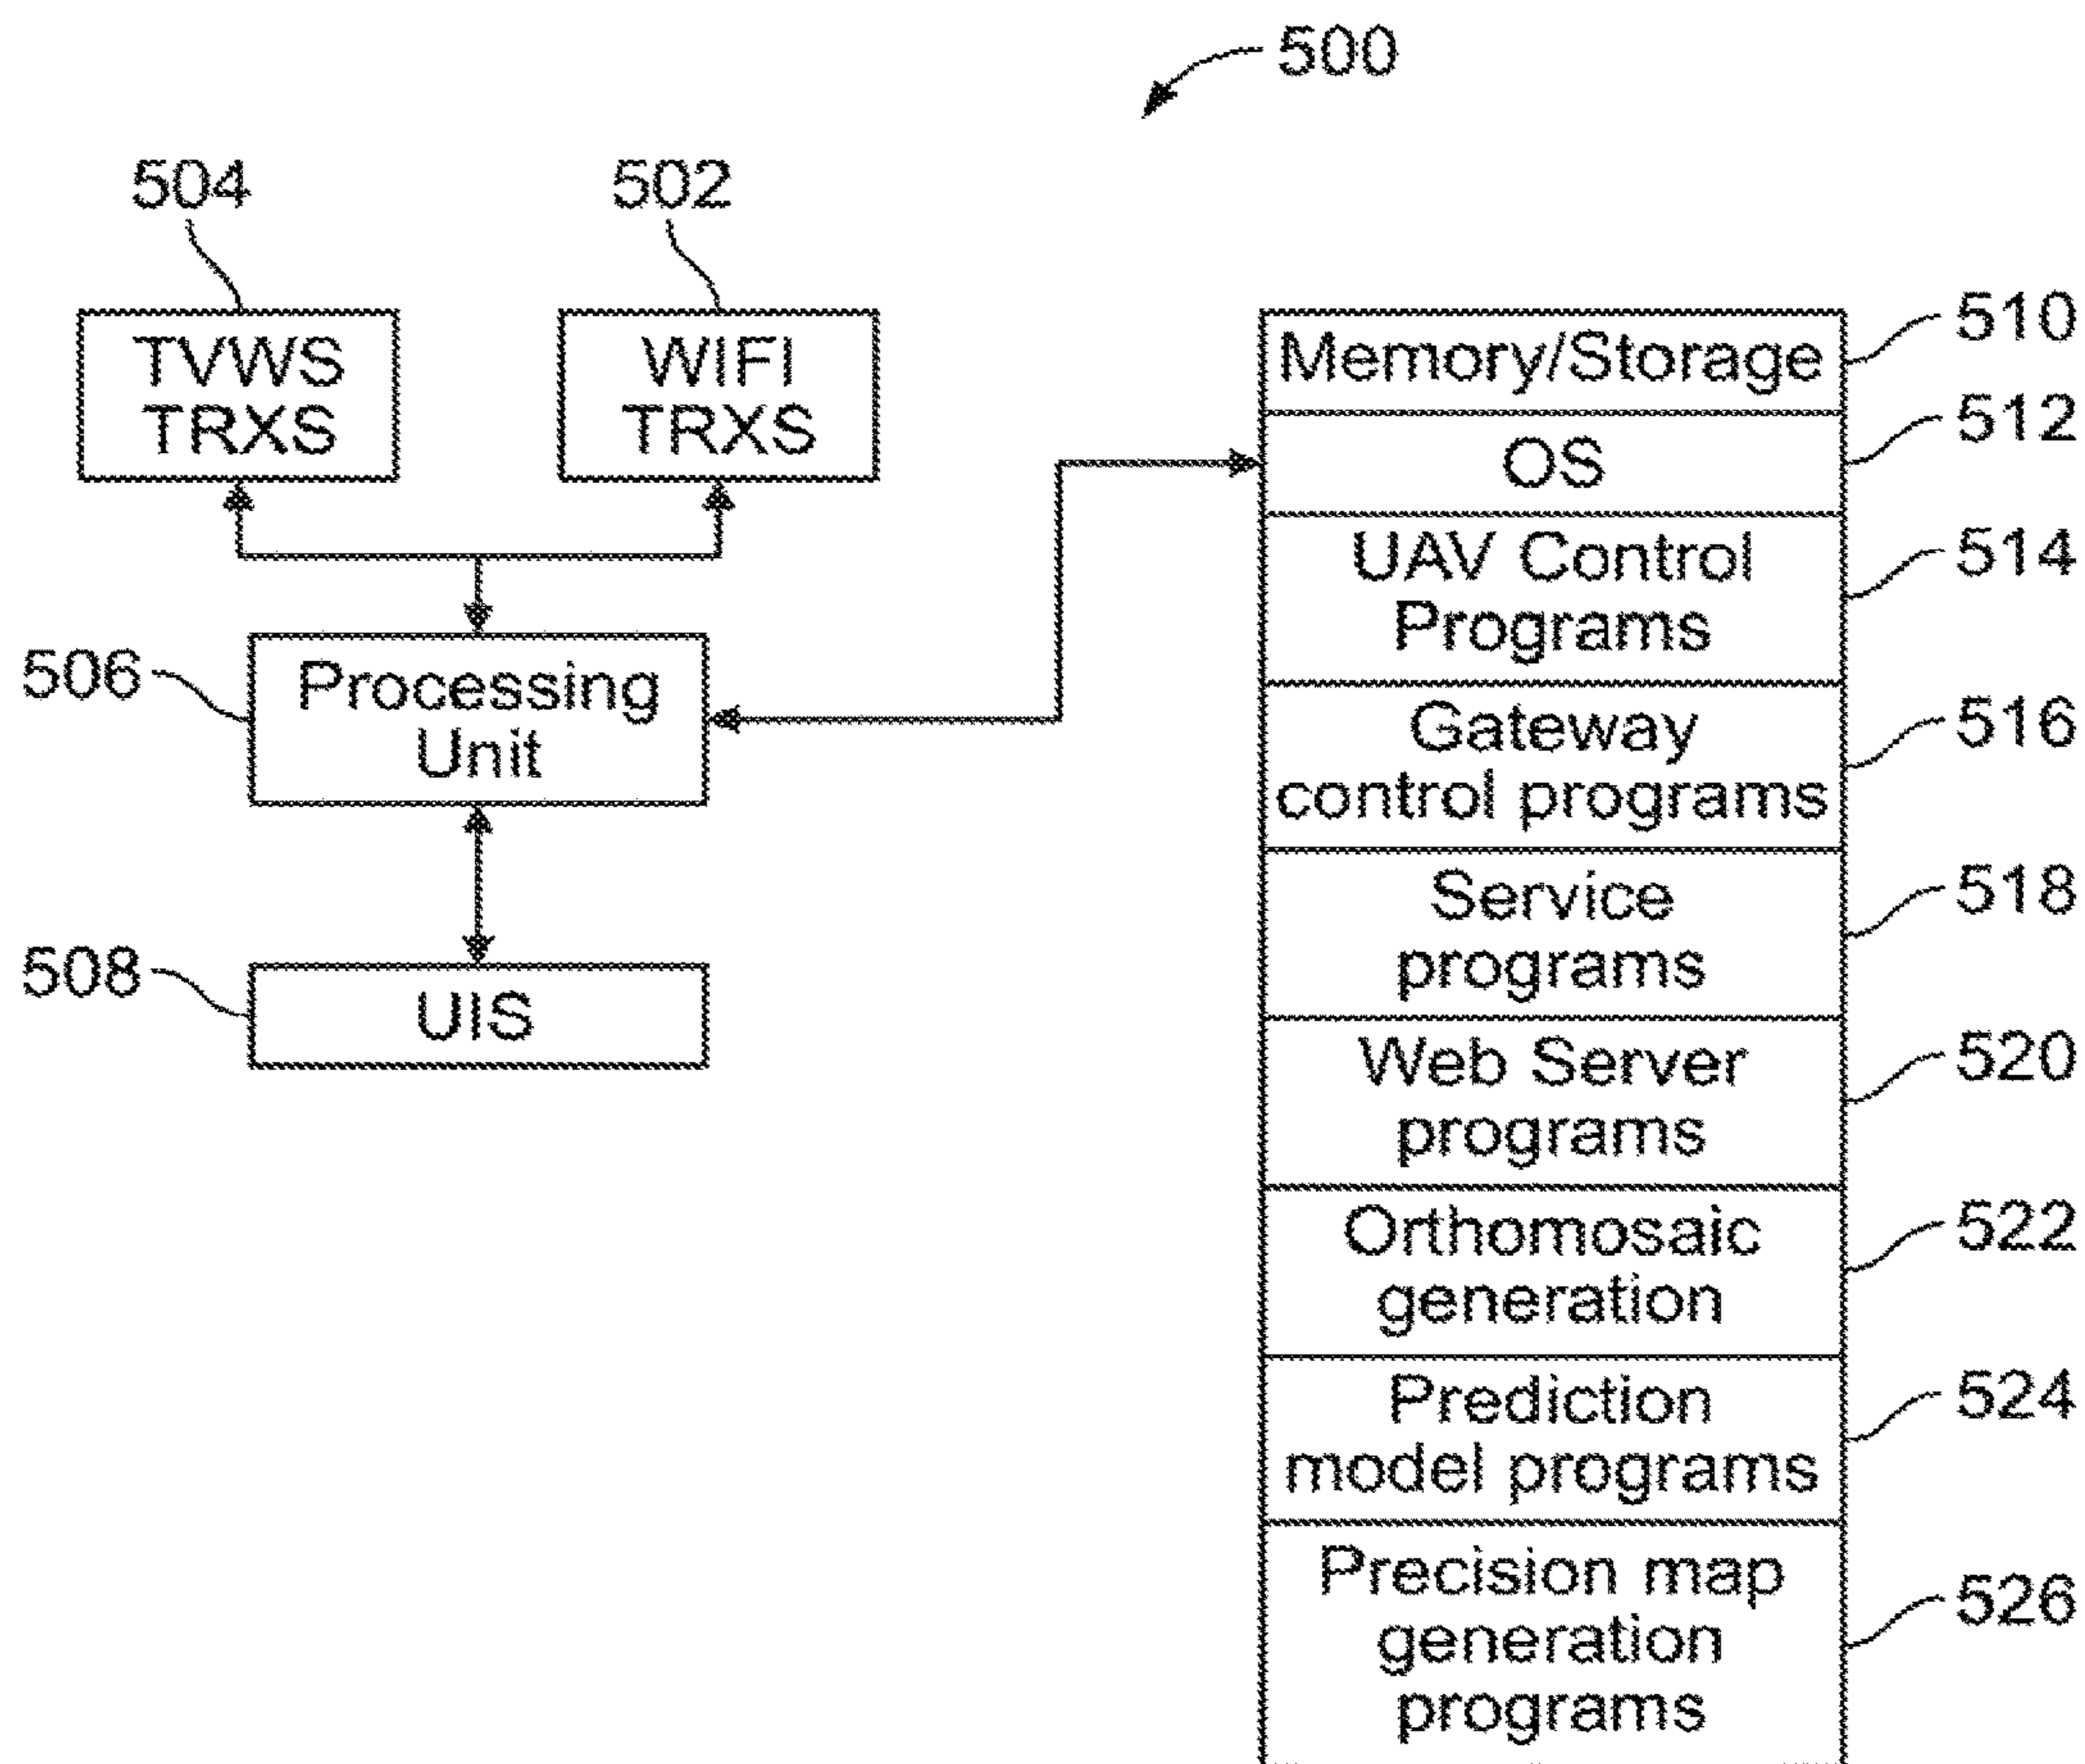 500
504
502
TVWS
TRXS
WIFI
TRXS
506
Processing
Unit
508
UIS
Memory/Storage
510
OS
512
UAV Control
Programs
514
Gateway
control programs
516
Service
programs
518
Web Server
programs
520
Orthomosaic
generation
522
Prediction
model programs
524
Precision map
generation
programs
526